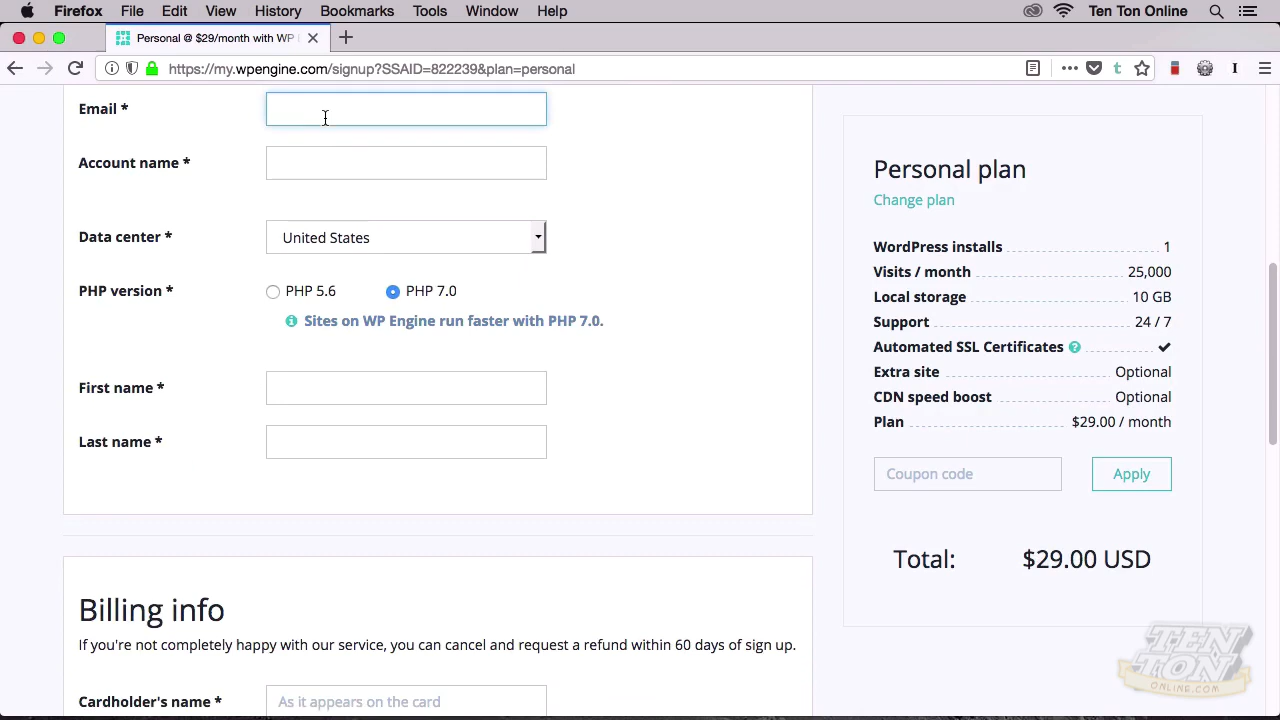 Firefox File Edit View History Bookmarks Tools Window Help Ten Ton Online
Personal @ $29/month with WP
https://my.wpengine.com/signup?SSAID=822239&plan=personal
Email *
Account name *
Data center * United States
PHP version * PHP 5.6 PHP 7.0
Sites on WP Engine run faster with PHP 7.0.
First name *
Last name *
Billing info
If you're not completely happy with our service, you can cancel and request a refund within 60 days of sign up.
Cardholder's name * As it appears on the card
Personal plan
Change plan
WordPress installs 1
Visits / month 25,000
Local storage 10 GB
Support 24 / 7
Automated SSL Certificates ?
Extra site Optional
CDN speed boost Optional
Plan $29.00 / month
Coupon code Apply
Total: $29.00 USD
TEN
TON
ONLINE.COM